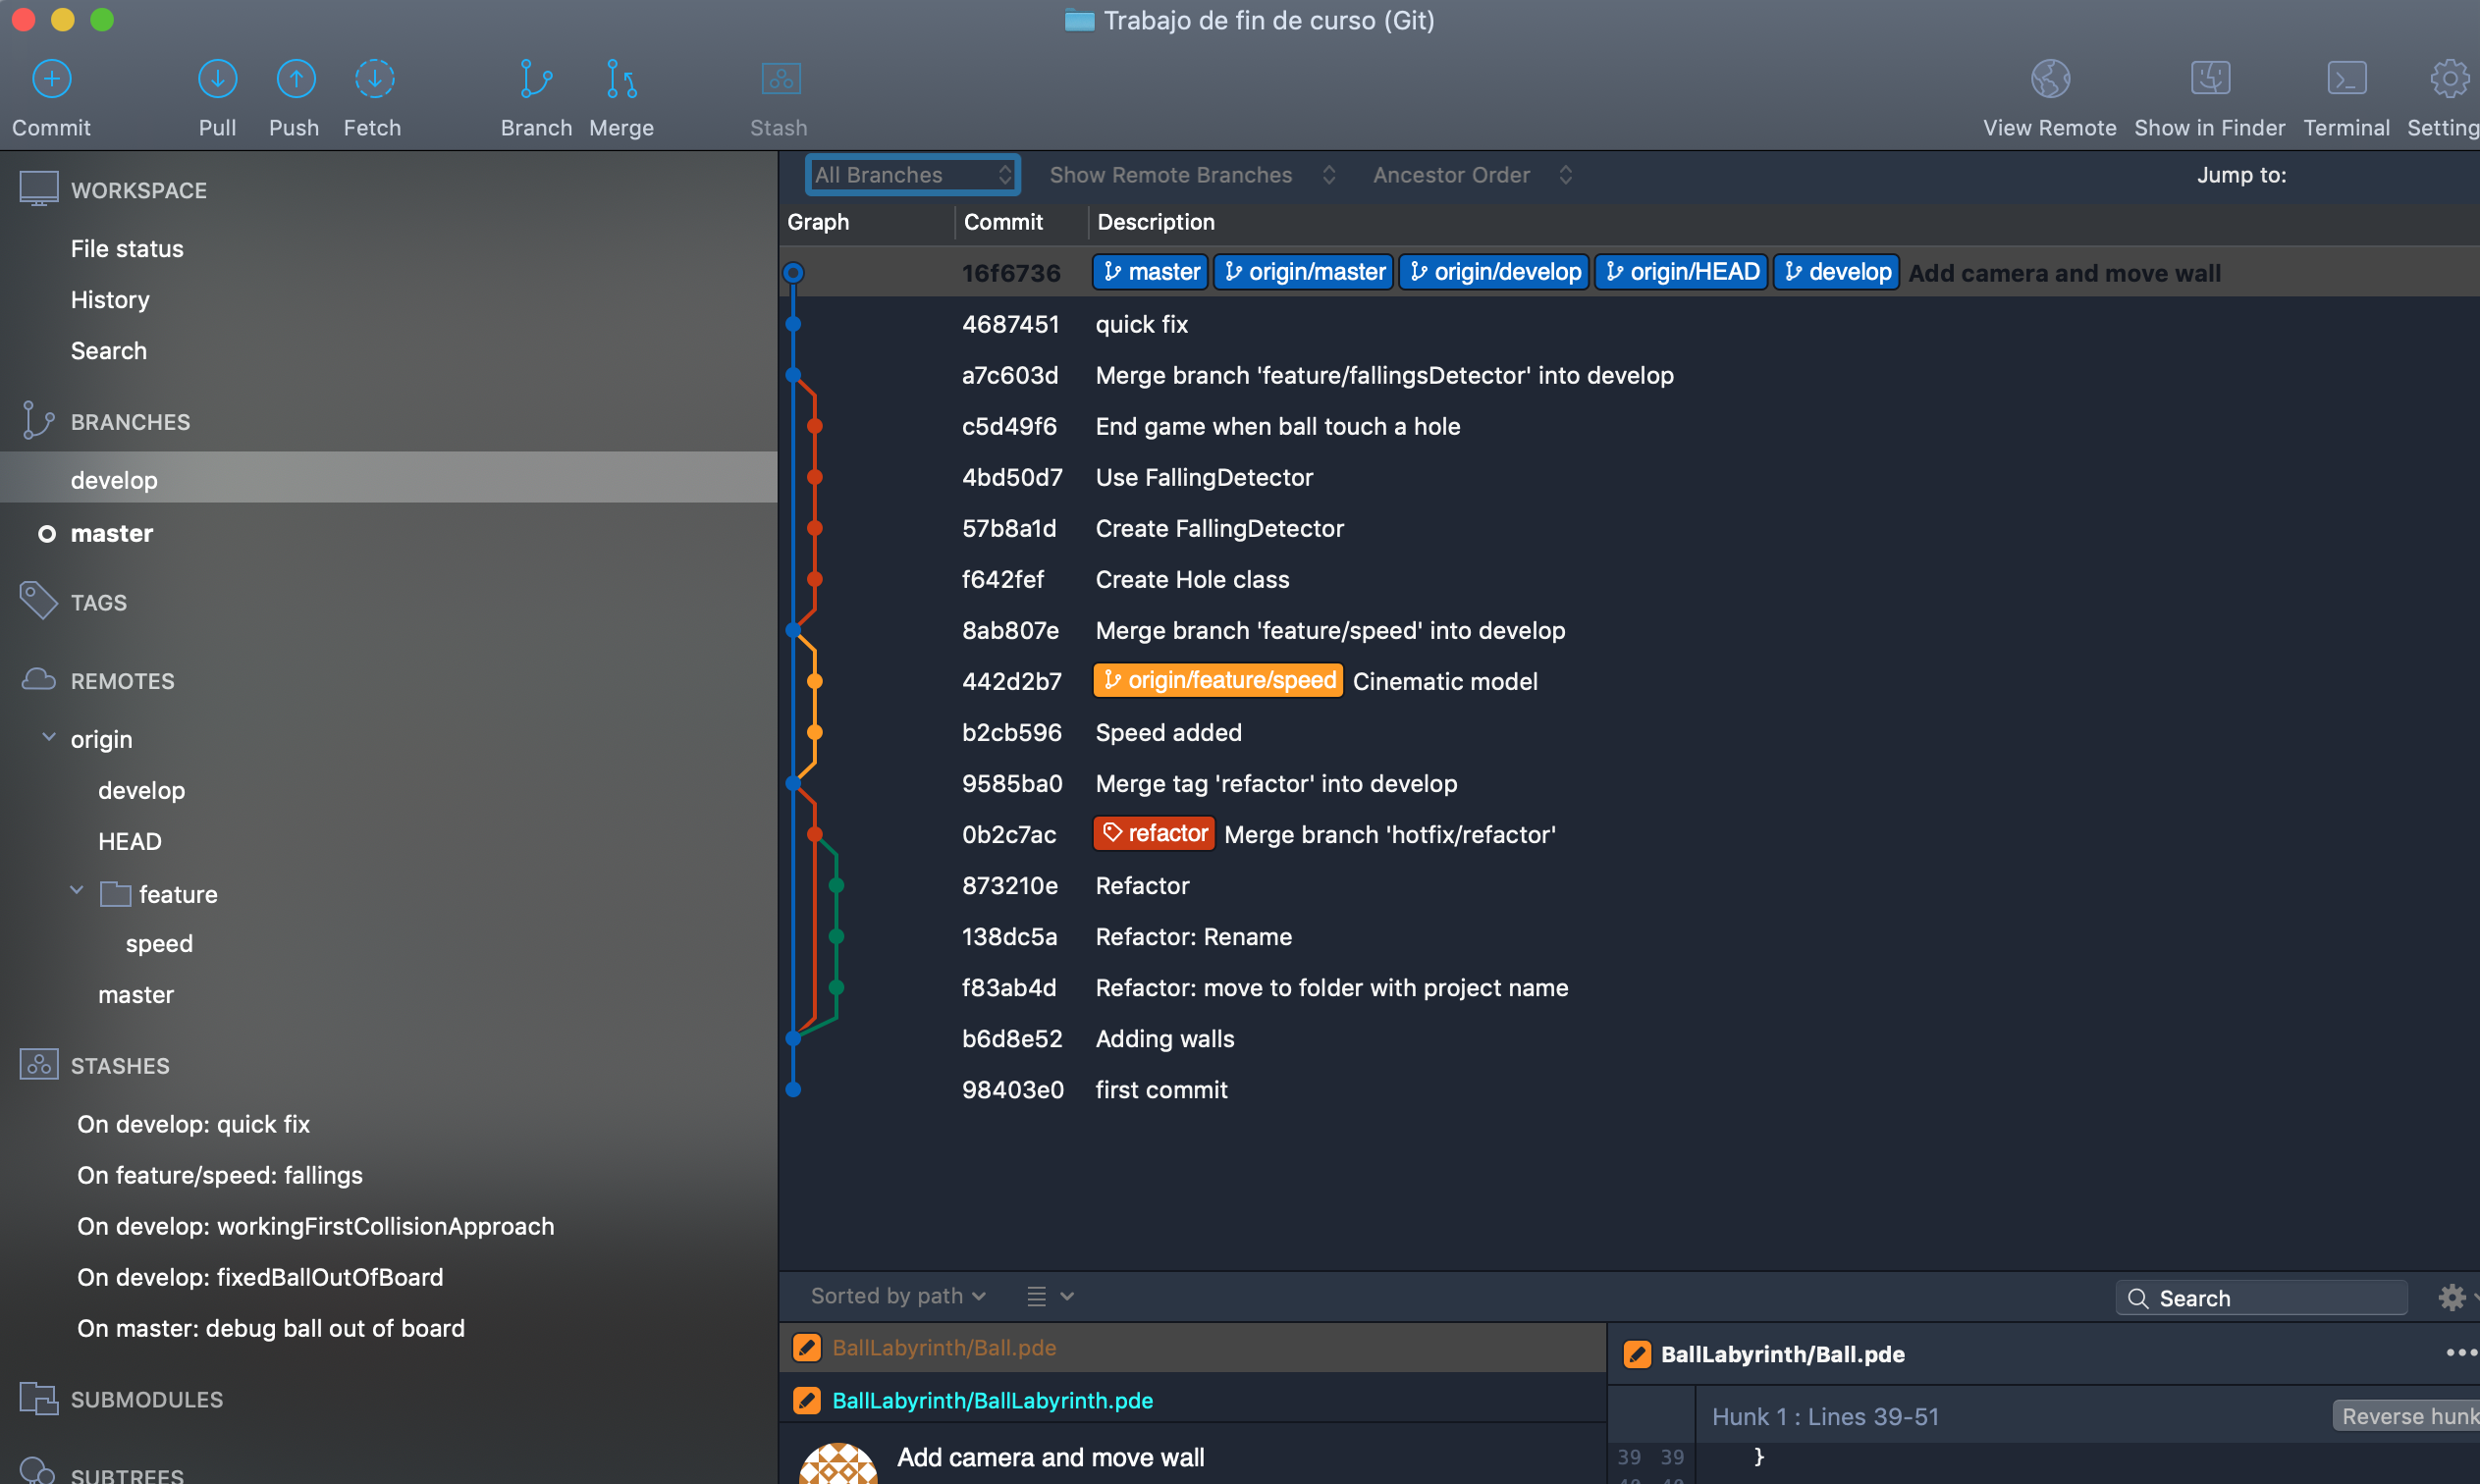 Trabajo de fin de curso (Git)
Commit Pull Push Fetch Branch Merge Stash View Remote Show in Finder Terminal Setting
WORKSPACE
File status
History
Search
BRANCHES
develop
master
TAGS
REMOTES
origin
develop
HEAD
feature
speed
master
STASHES
On develop: quick fix
On feature/speed: fallings
On develop: workingFirstCollisionApproach
On develop: fixedBallOutOfBoard
On master: debug ball out of board
SUBMODULES
SUBTREES
All Branches Show Remote Branches Ancestor Order Jump to:
Graph Commit Description
16f6736 master origin/master origin/develop origin/HEAD develop Add camera and move wall
4687451 quick fix
a7c603d Merge branch 'feature/fallingsDetector' into develop
c5d49f6 End game when ball touch a hole
4bd50d7 Use FallingDetector
57b8a1d Create FallingDetector
f642fef Create Hole class
8ab807e Merge branch 'feature/speed' into develop
442d2b7 origin/feature/speed Cinematic model
b2cb596 Speed added
9585ba0 Merge tag 'refactor' into develop
0b2c7ac refactor Merge branch 'hotfix/refactor'
873210e Refactor
138dc5a Refactor: Rename
f83ab4d Refactor: move to folder with project name
b6d8e52 Adding walls
98403e0 first commit
Sorted by path Search
BallLabyrinth/Ball.pde
BallLabyrinth/BallLabyrinth.pde
Add camera and move wall
BallLabyrinth/Ball.pde
Hunk 1 : Lines 39-51 Reverse hunk
39 39 }
40 40